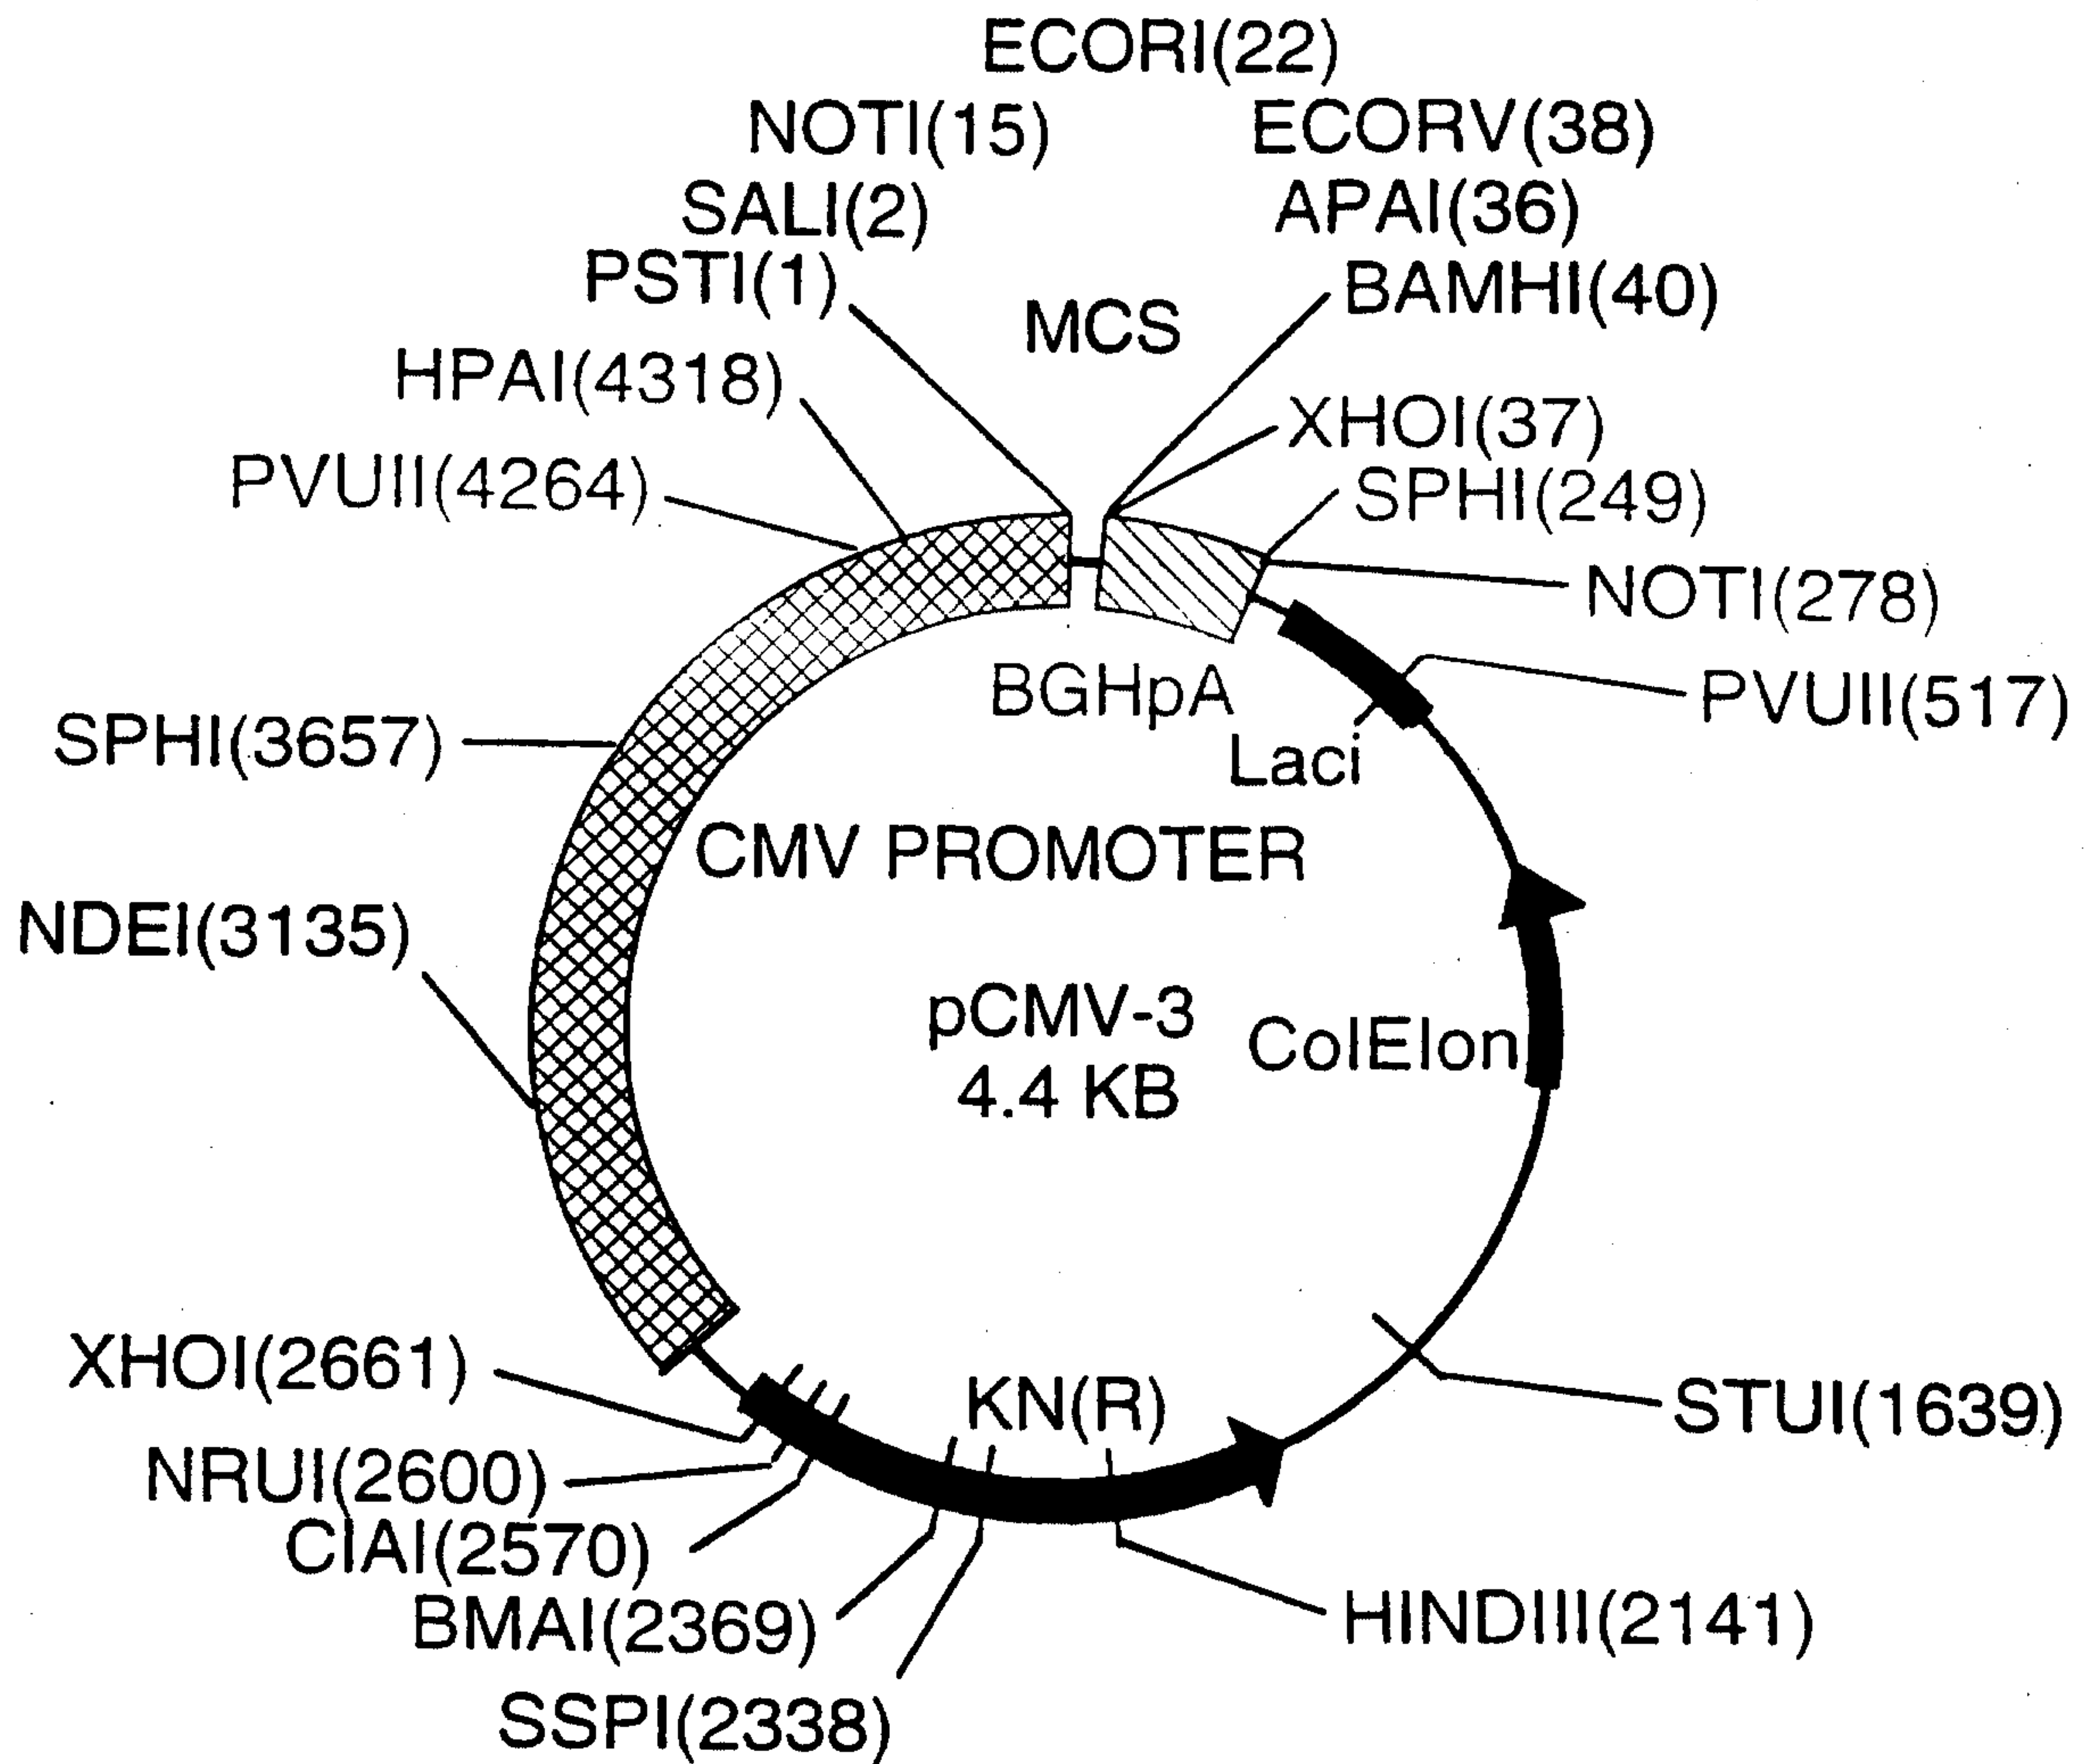 ECORI(22)
NOTI(15)
ECORV(38)
SALI(2)
APAI(36)
PSTI(1)
BAMHI(40)
MCS
HPAI(4318)
XHOI(37)
PVUII(4264)
SPHI(249)
NOTI(278)
BGHpA
PVUII(517)
SPHI(3657)
Laci
CMV PROMOTER
NDEI(3135)
pCMV-3
4.4 KB
ColElon
XHOI(2661)
KN(R)
STUI(1639)
NRUI(2600)
ClAI(2570)
BMAI(2369)
HINDIII(2141)
SSPI(2338)